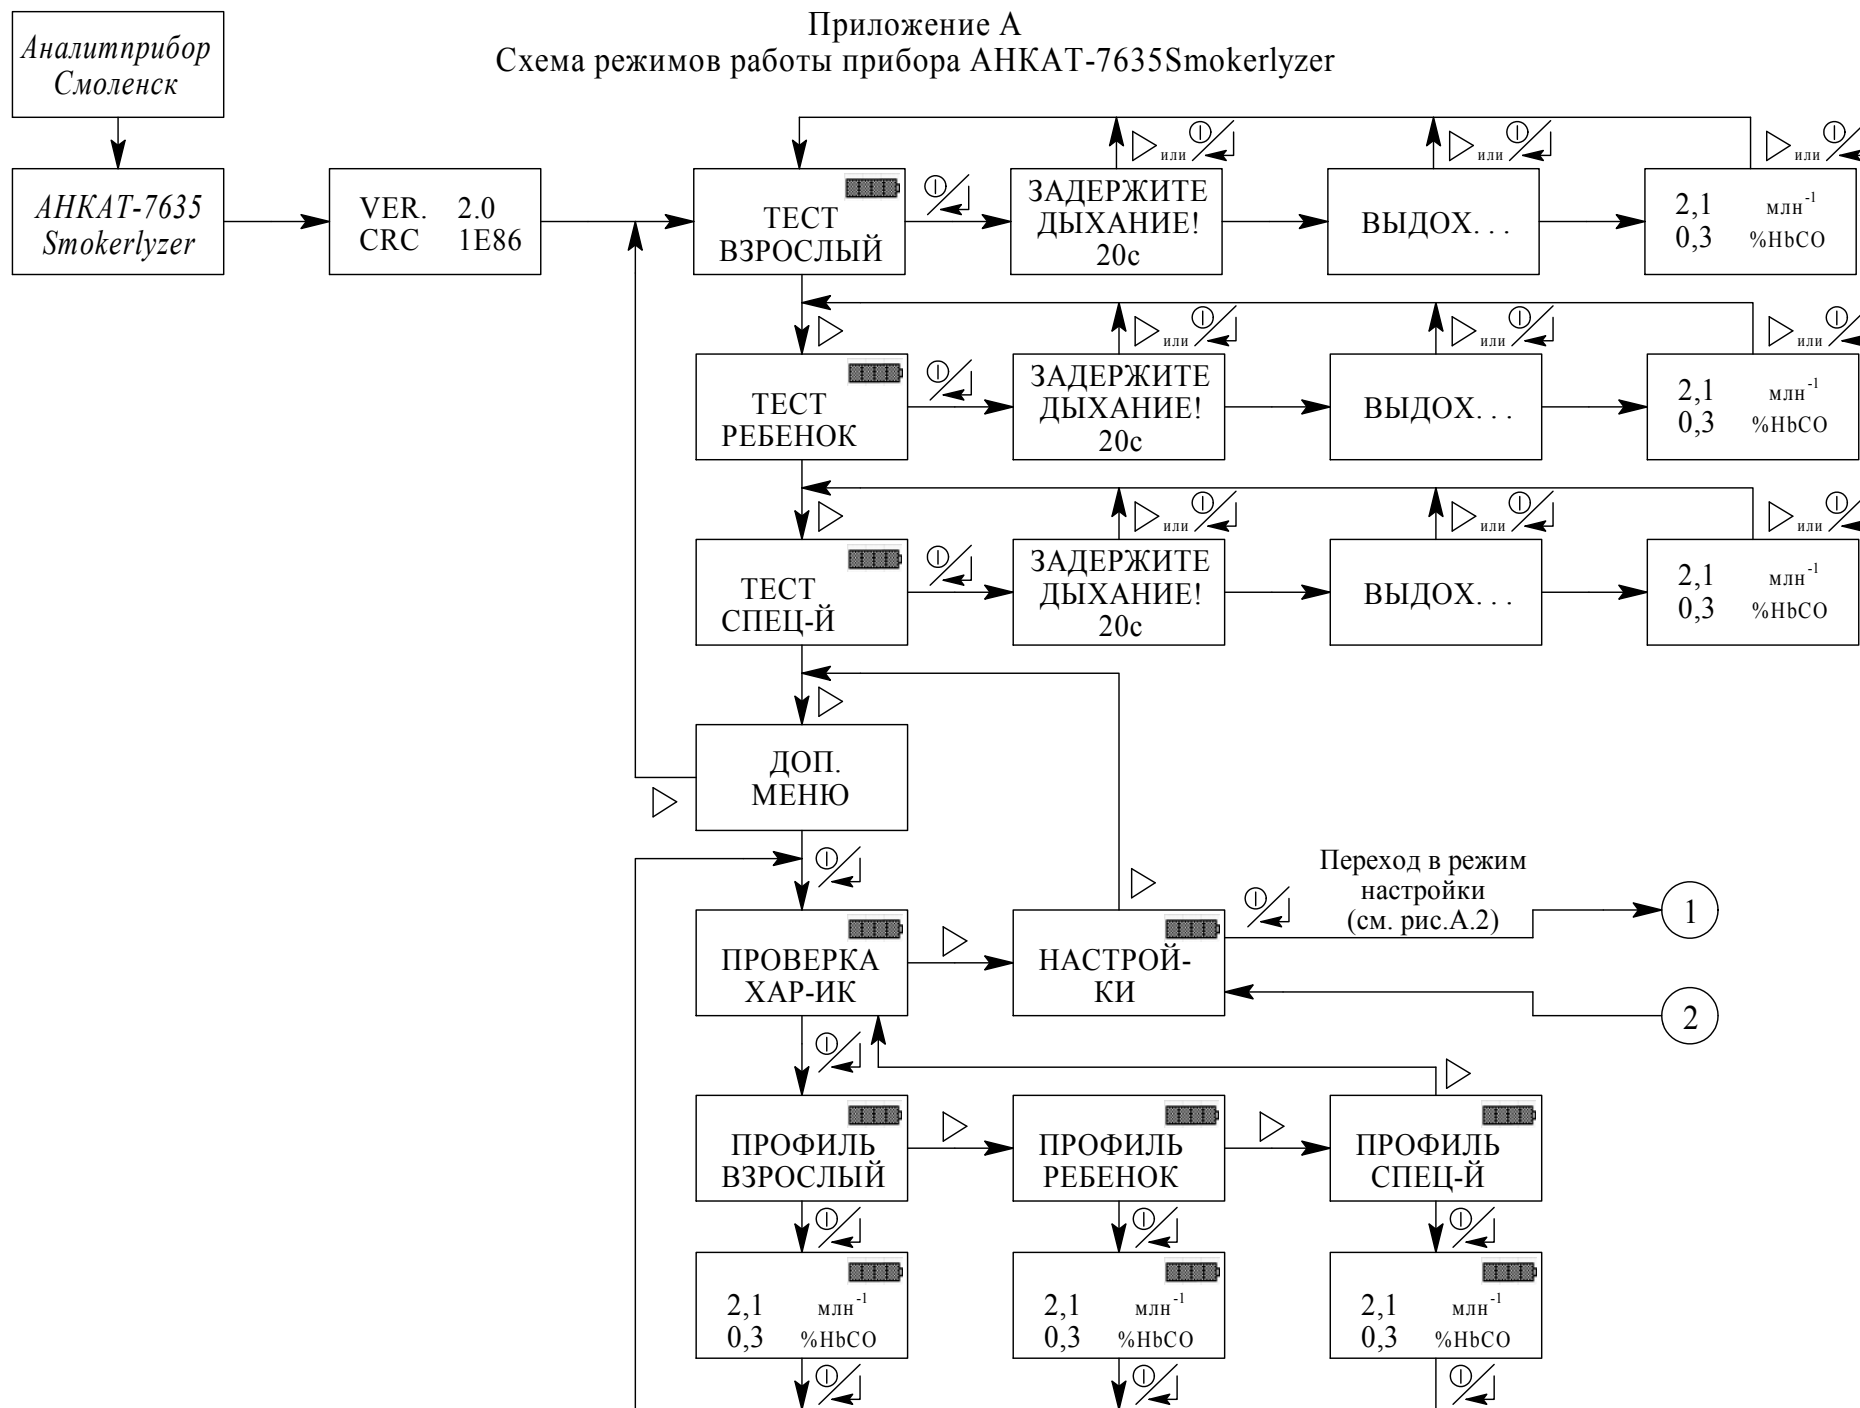 Приложение А
Схема режимов работы прибора АНКАТ-7635Smokerlyzer
Аналитприбор
Смоленск
АНКАТ-7635
Smokerlyzer
VER. 2.0
CRC 1E86
ТЕСТ
ВЗРОСЛЫЙ
ЗАДЕРЖИТЕ
ДЫХАНИЕ!
20с
или
ВЫДОХ. . .
или
2,1 млн⁻¹
0,3 %HbCO
или
ТЕСТ
РЕБЕНОК
ЗАДЕРЖИТЕ
ДЫХАНИЕ!
20с
или
ВЫДОХ. . .
или
2,1 млн⁻¹
0,3 %HbCO
или
ТЕСТ
СПЕЦ-Й
ЗАДЕРЖИТЕ
ДЫХАНИЕ!
20с
или
ВЫДОХ. . .
или
2,1 млн⁻¹
0,3 %HbCO
или
ДОП.
МЕНЮ
ПРОВЕРКА
ХАР-ИК
НАСТРОЙ-
КИ
Переход в режим
настройки
(см. рис.А.2)
1
2
ПРОФИЛЬ
ВЗРОСЛЫЙ
ПРОФИЛЬ
РЕБЕНОК
ПРОФИЛЬ
СПЕЦ-Й
2,1 млн⁻¹
0,3 %HbCO
2,1 млн⁻¹
0,3 %HbCO
2,1 млн⁻¹
0,3 %HbCO